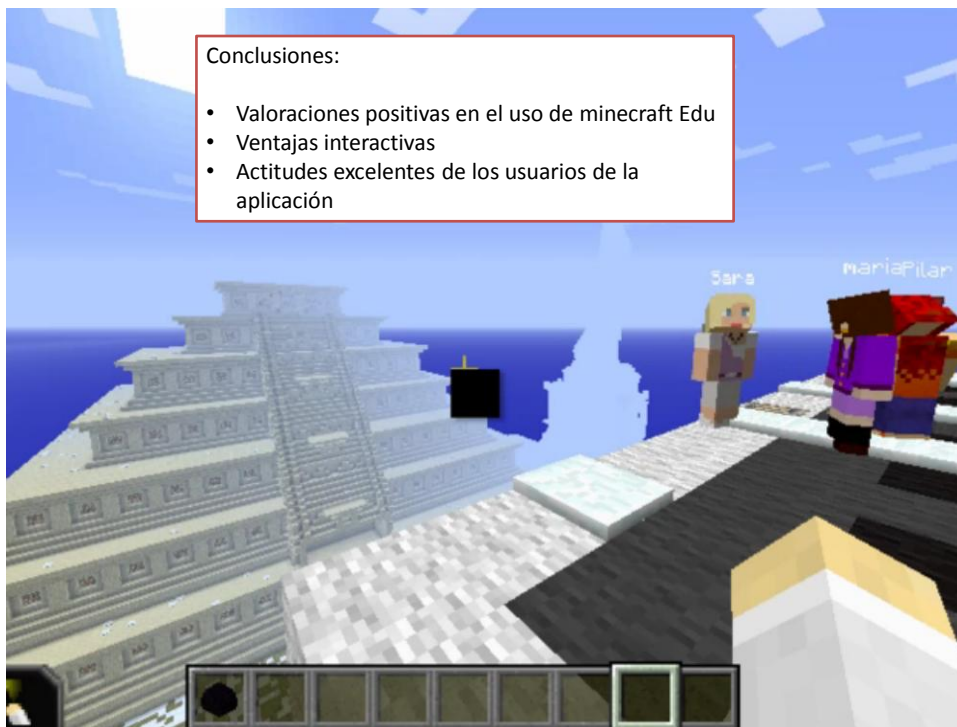 Conclusiones:
• Valoraciones positivas en el uso de minecraft Edu
• Ventajas interactivas
• Actitudes excelentes de los usuarios de la
aplicación
Sara
mariaPilar